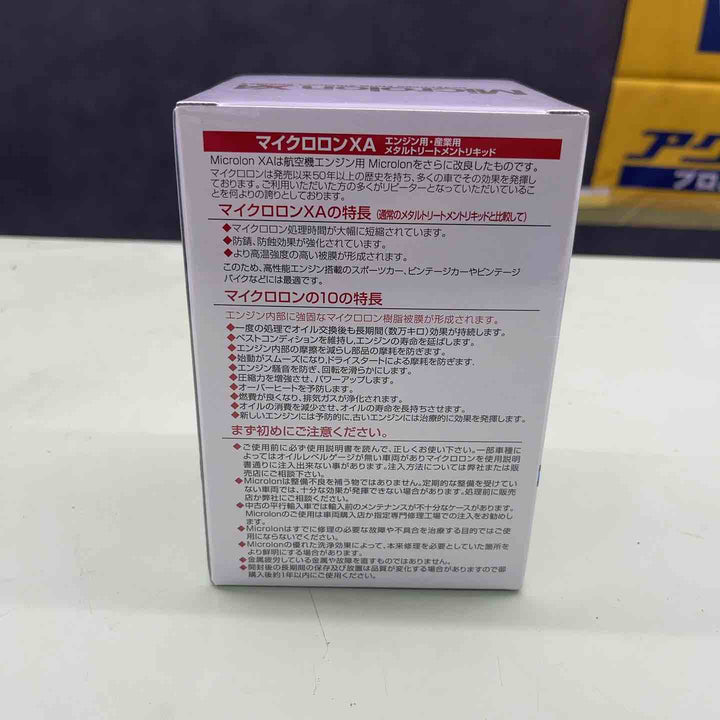 Microlon XA
マイクロロンXA エンジン用・産業用
メタルトリートメントリキッド
Microlon XAは航空機エンジン用 Microlonをさらに改良したものです。
マイクロロンは発売以来50年以上の歴史を持ち、多くの車でその効果を発揮し
ております。ご利用いただいた方の多くがリピーターとなっていただいているこ
とを何よりの誇りとしております。
マイクロロンXAの特長（通常のメタルトリートメントリキッドと比較して）
◆マイクロロン処理時間が大幅に短縮されています。
◆防錆、防蝕効果が強化されています。
◆より高温強度の高い被膜が形成されます。
このため、高性能エンジン搭載のスポーツカー、ビンテージカーやビンテージ
バイクなどには最適です。
マイクロロンの10の特長
エンジン内部に強固なマイクロロン樹脂被膜が形成されます。
◆一度の処理でオイル交換後も長期間（数万キロ）効果が持続します。
◆ベストコンディションを維持し、エンジンの寿命を延ばします。
◆エンジン内部の摩擦を減らし部品の摩耗を防ぎます。
◆始動がスムーズになり、ドライスタートによる摩耗を防ぎます。
◆エンジン騒音を防ぎ、回転を滑らかにします。
◆圧縮力を増強させ、パワーアップします。
◆オーバーヒートを予防します。
◆燃費が良くなり、排気ガスが浄化されます。
◆オイルの消費を減少させ、オイルの寿命を長持ちさせます。
◆新しいエンジンには予防的に、古いエンジンには治療的に効果を発揮します。
まず初めにご注意ください。
◆ご使用前に必ず使用説明書を読んで、正しくお使い下さい。一部車種に
よってはオイルレベルゲージが無い車両がありマイクロロンを使用説明
書通りに注入出来ない事があります。注入方法については弊社または販
売店にご相談下さい。
◆Microlonは整備不良を補う物ではありません。定期的な整備を受けてい
ない車両では、十分な効果が発揮できない場合があります。処理前に販売
店か弊社にご相談ください。
◆中古の平行輸入車では輸入前のメンテナンスが不十分なケースがあります。
Microlonのご使用は車両購入店か指定専門修理工場での注入をお勧めし
ます。
◆Microlonはすでに修理の必要な故障や不具合を治療する目的ではご使
用にならないでください。
◆Microlonの優れた洗浄効果によって、本来修理を必要としていた箇所を
より鮮明にする場合があります。
◆金属疲労している金属や故障を直すものではありません。
◆開封後の長期間の保存及び放置は品質が変化する場合がありますので御
購入後約1年以内にご使用ください。
アク
プロ